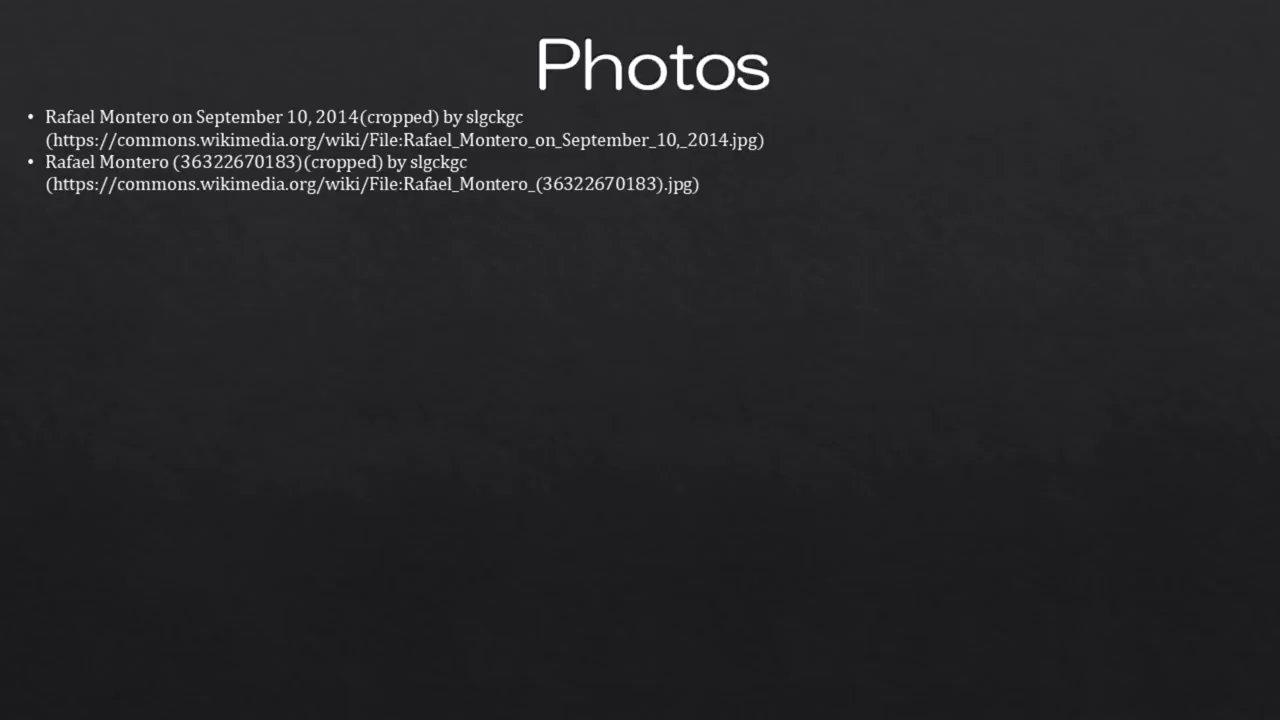 Photos
• Rafael Montero on September 10, 2014(cropped) by slgckgc
(https://commons.wikimedia.org/wiki/File:Rafael_Montero_on_September_10,_2014.jpg)
• Rafael Montero (36322670183)(cropped) by slgckgc
(https://commons.wikimedia.org/wiki/File:Rafael_Montero_(36322670183).jpg)